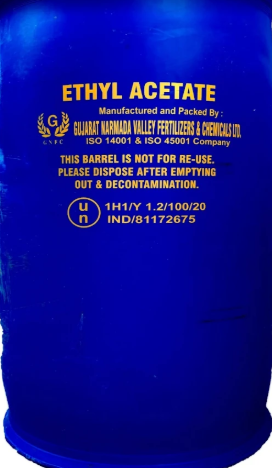 ETHYL ACETATE
Manufactured and Packed By :
G
GNFC
GUJARAT NARMADA VALLEY FERTILIZERS & CHEMICALS LTD.
ISO 14001 & ISO 45001 Company
THIS BARREL IS NOT FOR RE-USE.
PLEASE DISPOSE AFTER EMPTYING
OUT & DECONTAMINATION.
u
n
1H1/Y 1.2/100/20
IND/81172675